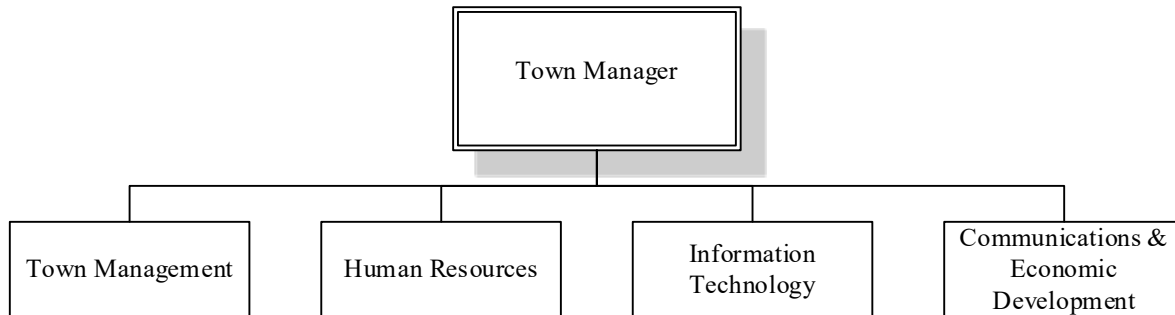 Town Manager
Town Management
Human Resources
Information
Technology
Communications &
Economic
Development